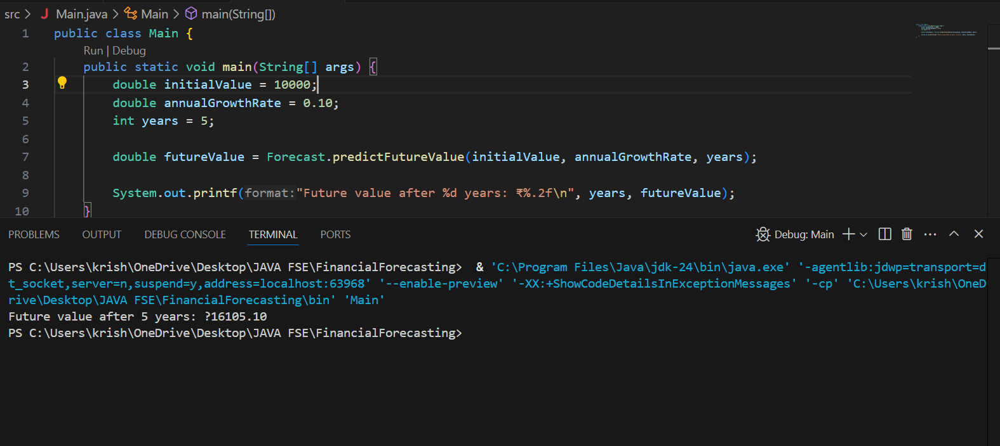 src > Main.java > Main > main(String[])
1 public class Main {
Run | Debug
2 public static void main(String[] args) {
3 double initialValue = 10000;
4 double annualGrowthRate = 0.10;
5 int years = 5;
6
7 double futureValue = Forecast.predictFutureValue(initialValue, annualGrowthRate, years);
8
9 System.out.printf(format:"Future value after %d years: ₹%.2f\n", years, futureValue);
10 }
PROBLEMS OUTPUT DEBUG CONSOLE TERMINAL PORTS Debug: Main
PS C:\Users\krish\OneDrive\Desktop\JAVA FSE\FinancialForecasting>  & 'C:\Program Files\Java\jdk-24\bin\java.exe' '-agentlib:jdwp=transport=d
t_socket,server=n,suspend=y,address=localhost:63968' '--enable-preview' '-XX:+ShowCodeDetailsInExceptionMessages' '-cp' 'C:\Users\krish\OneD
rive\Desktop\JAVA FSE\FinancialForecasting\bin' 'Main'
Future value after 5 years: ?16105.10
PS C:\Users\krish\OneDrive\Desktop\JAVA FSE\FinancialForecasting>